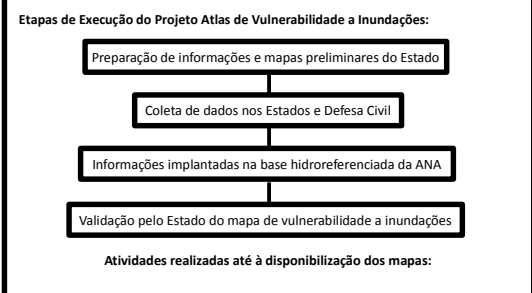 Etapas de Execução do Projeto Atlas de Vulnerabilidade a Inundações:
Preparação de informações e mapas preliminares do Estado
Coleta de dados nos Estados e Defesa Civil
Informações implantadas na base hidroreferenciada da ANA
Validação pelo Estado do mapa de vulnerabilidade a inundações
Atividades realizadas até à disponibilização dos mapas: